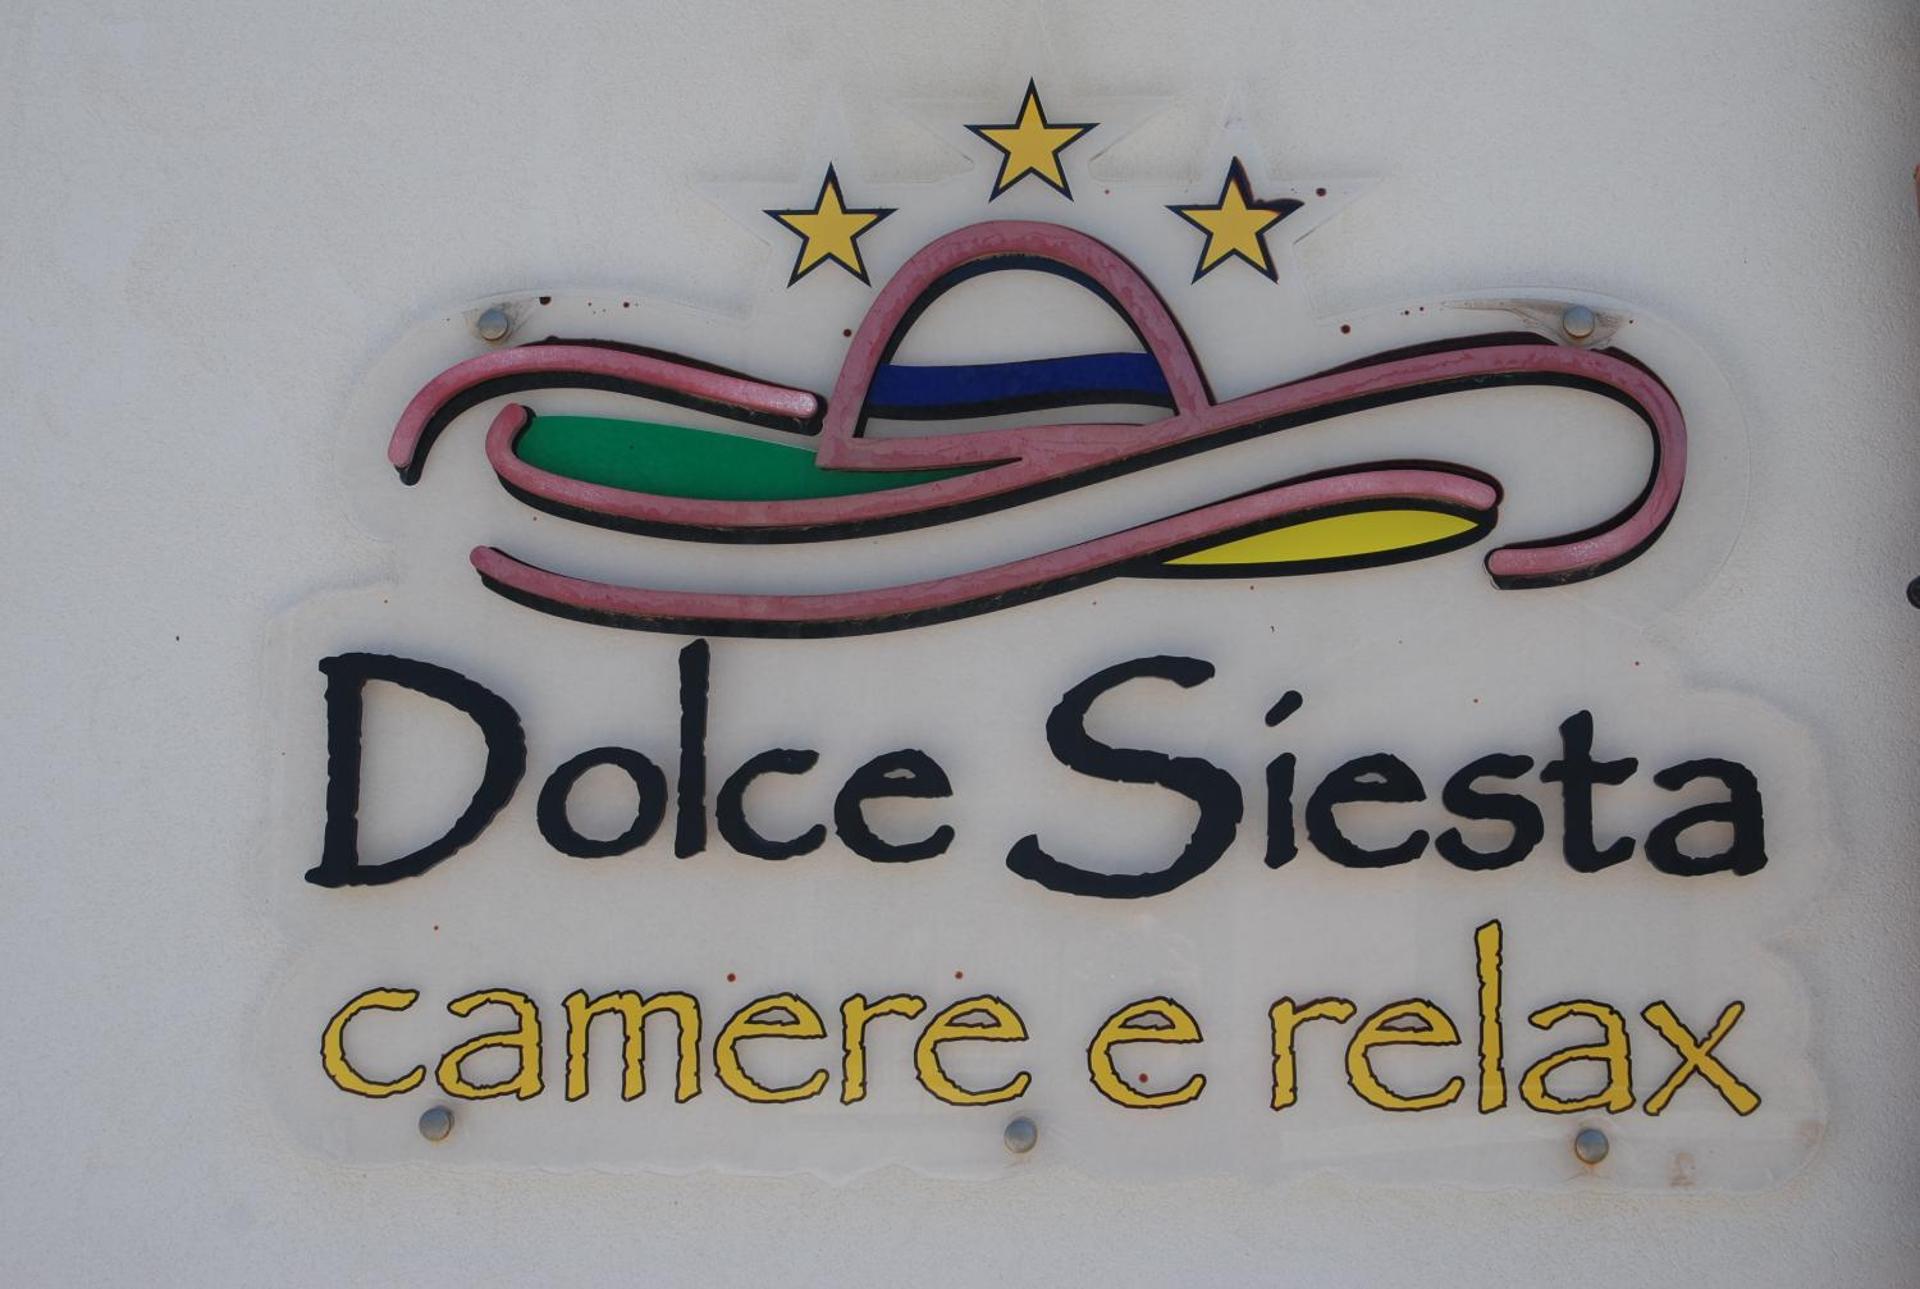 Dolce Siesta
camere e relax